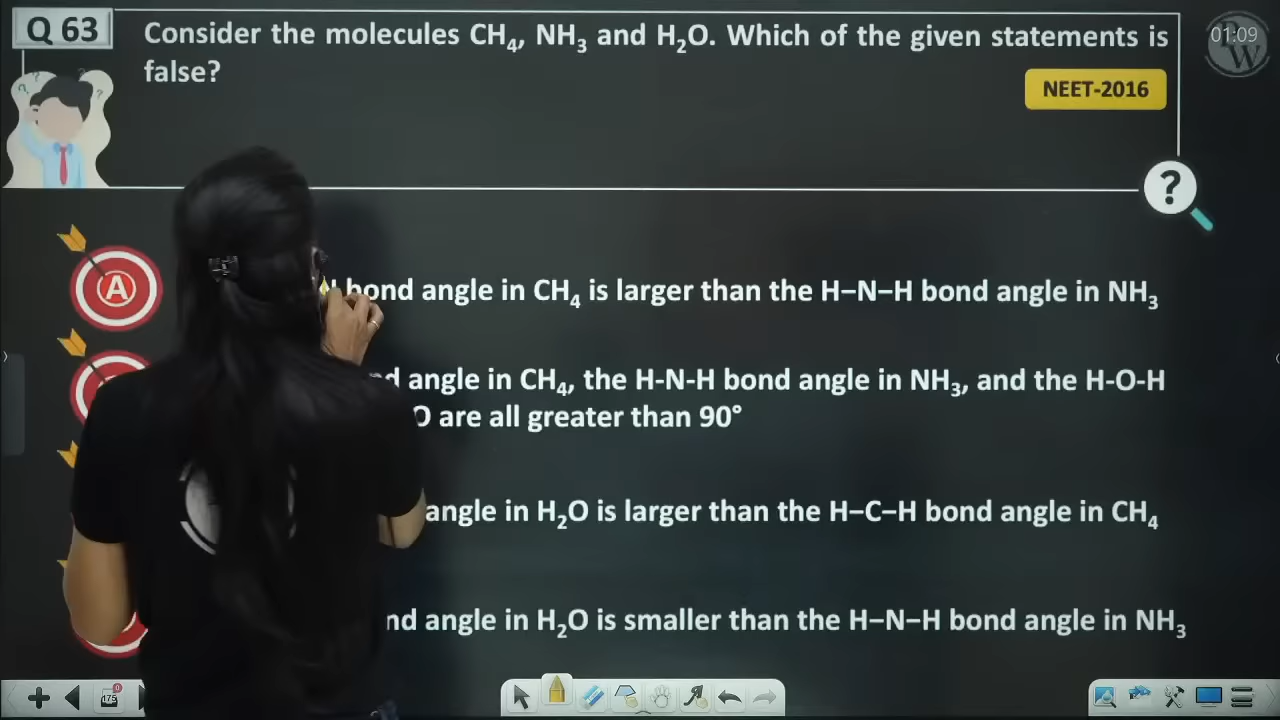 Q 63
Consider the molecules CH₄, NH₃ and H₂O. Which of the given statements is
false?
01:09
NEET-2016
?
A
bond angle in CH₄ is larger than the H–N–H bond angle in NH₃
angle in CH₄, the H-N-H bond angle in NH₃, and the H-O-H
O are all greater than 90°
angle in H₂O is larger than the H–C–H bond angle in CH₄
angle in H₂O is smaller than the H–N–H bond angle in NH₃
175